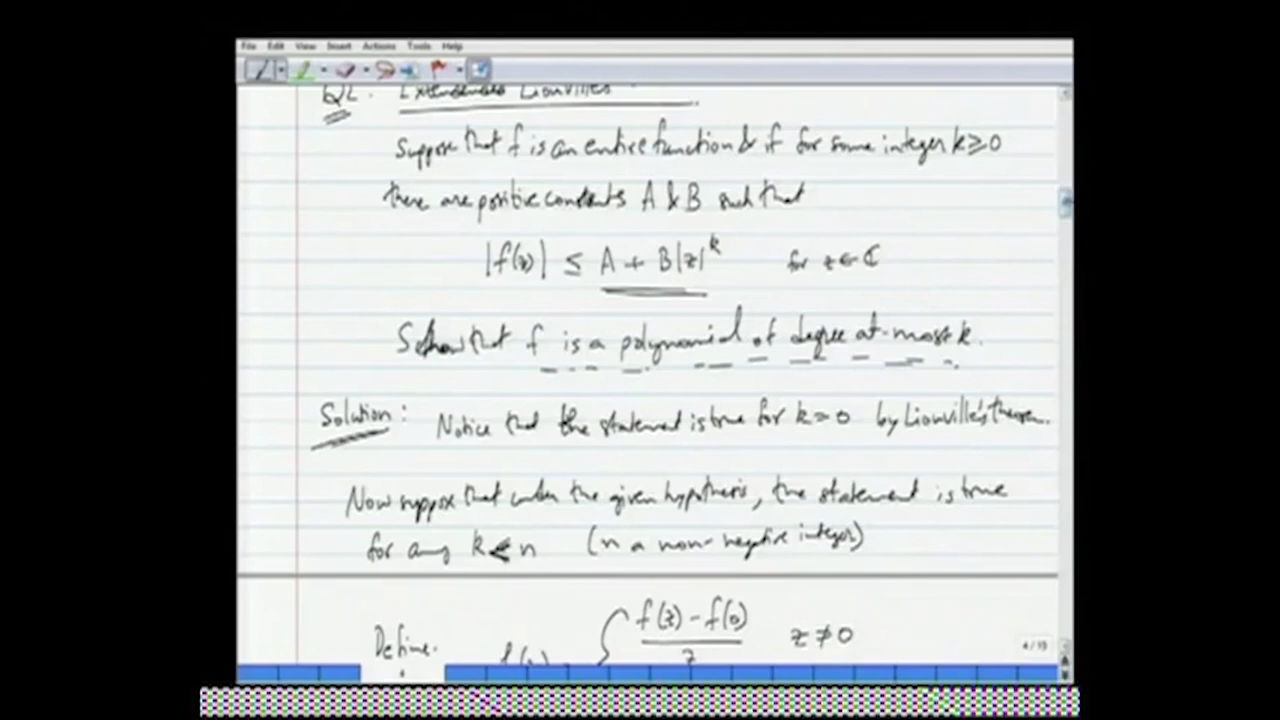 File Edit View Insert Actions Tools Help
Q2. Extended Liouville's
Suppose that f is an entire function & if for some integer k ≥ 0
there are positive constants A & B such that
|f(z)| ≤ A + B|z|^k for z ∈ ℂ
Show that f is a polynomial of degree at-most k.
Solution: Notice that the statement is true for k = 0 by Liouville's theorem.
Now suppose that under the given hypothesis, the statement is true
for any k < n (n a non-negative integer)
f(z) - f(0)
Define. z z ≠ 0
4 / 15